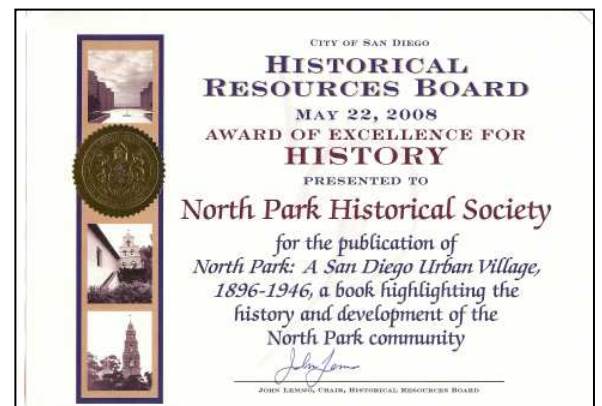 CITY OF SAN DIEGO
HISTORICAL
RESOURCES BOARD
MAY 22, 2008
AWARD OF EXCELLENCE FOR
HISTORY
PRESENTED TO
North Park Historical Society
for the publication of
North Park: A San Diego Urban Village,
1896-1946, a book highlighting the
history and development of the
North Park community
John Lemmo
JOHN LEMMO, CHAIR, HISTORICAL RESOURCES BOARD